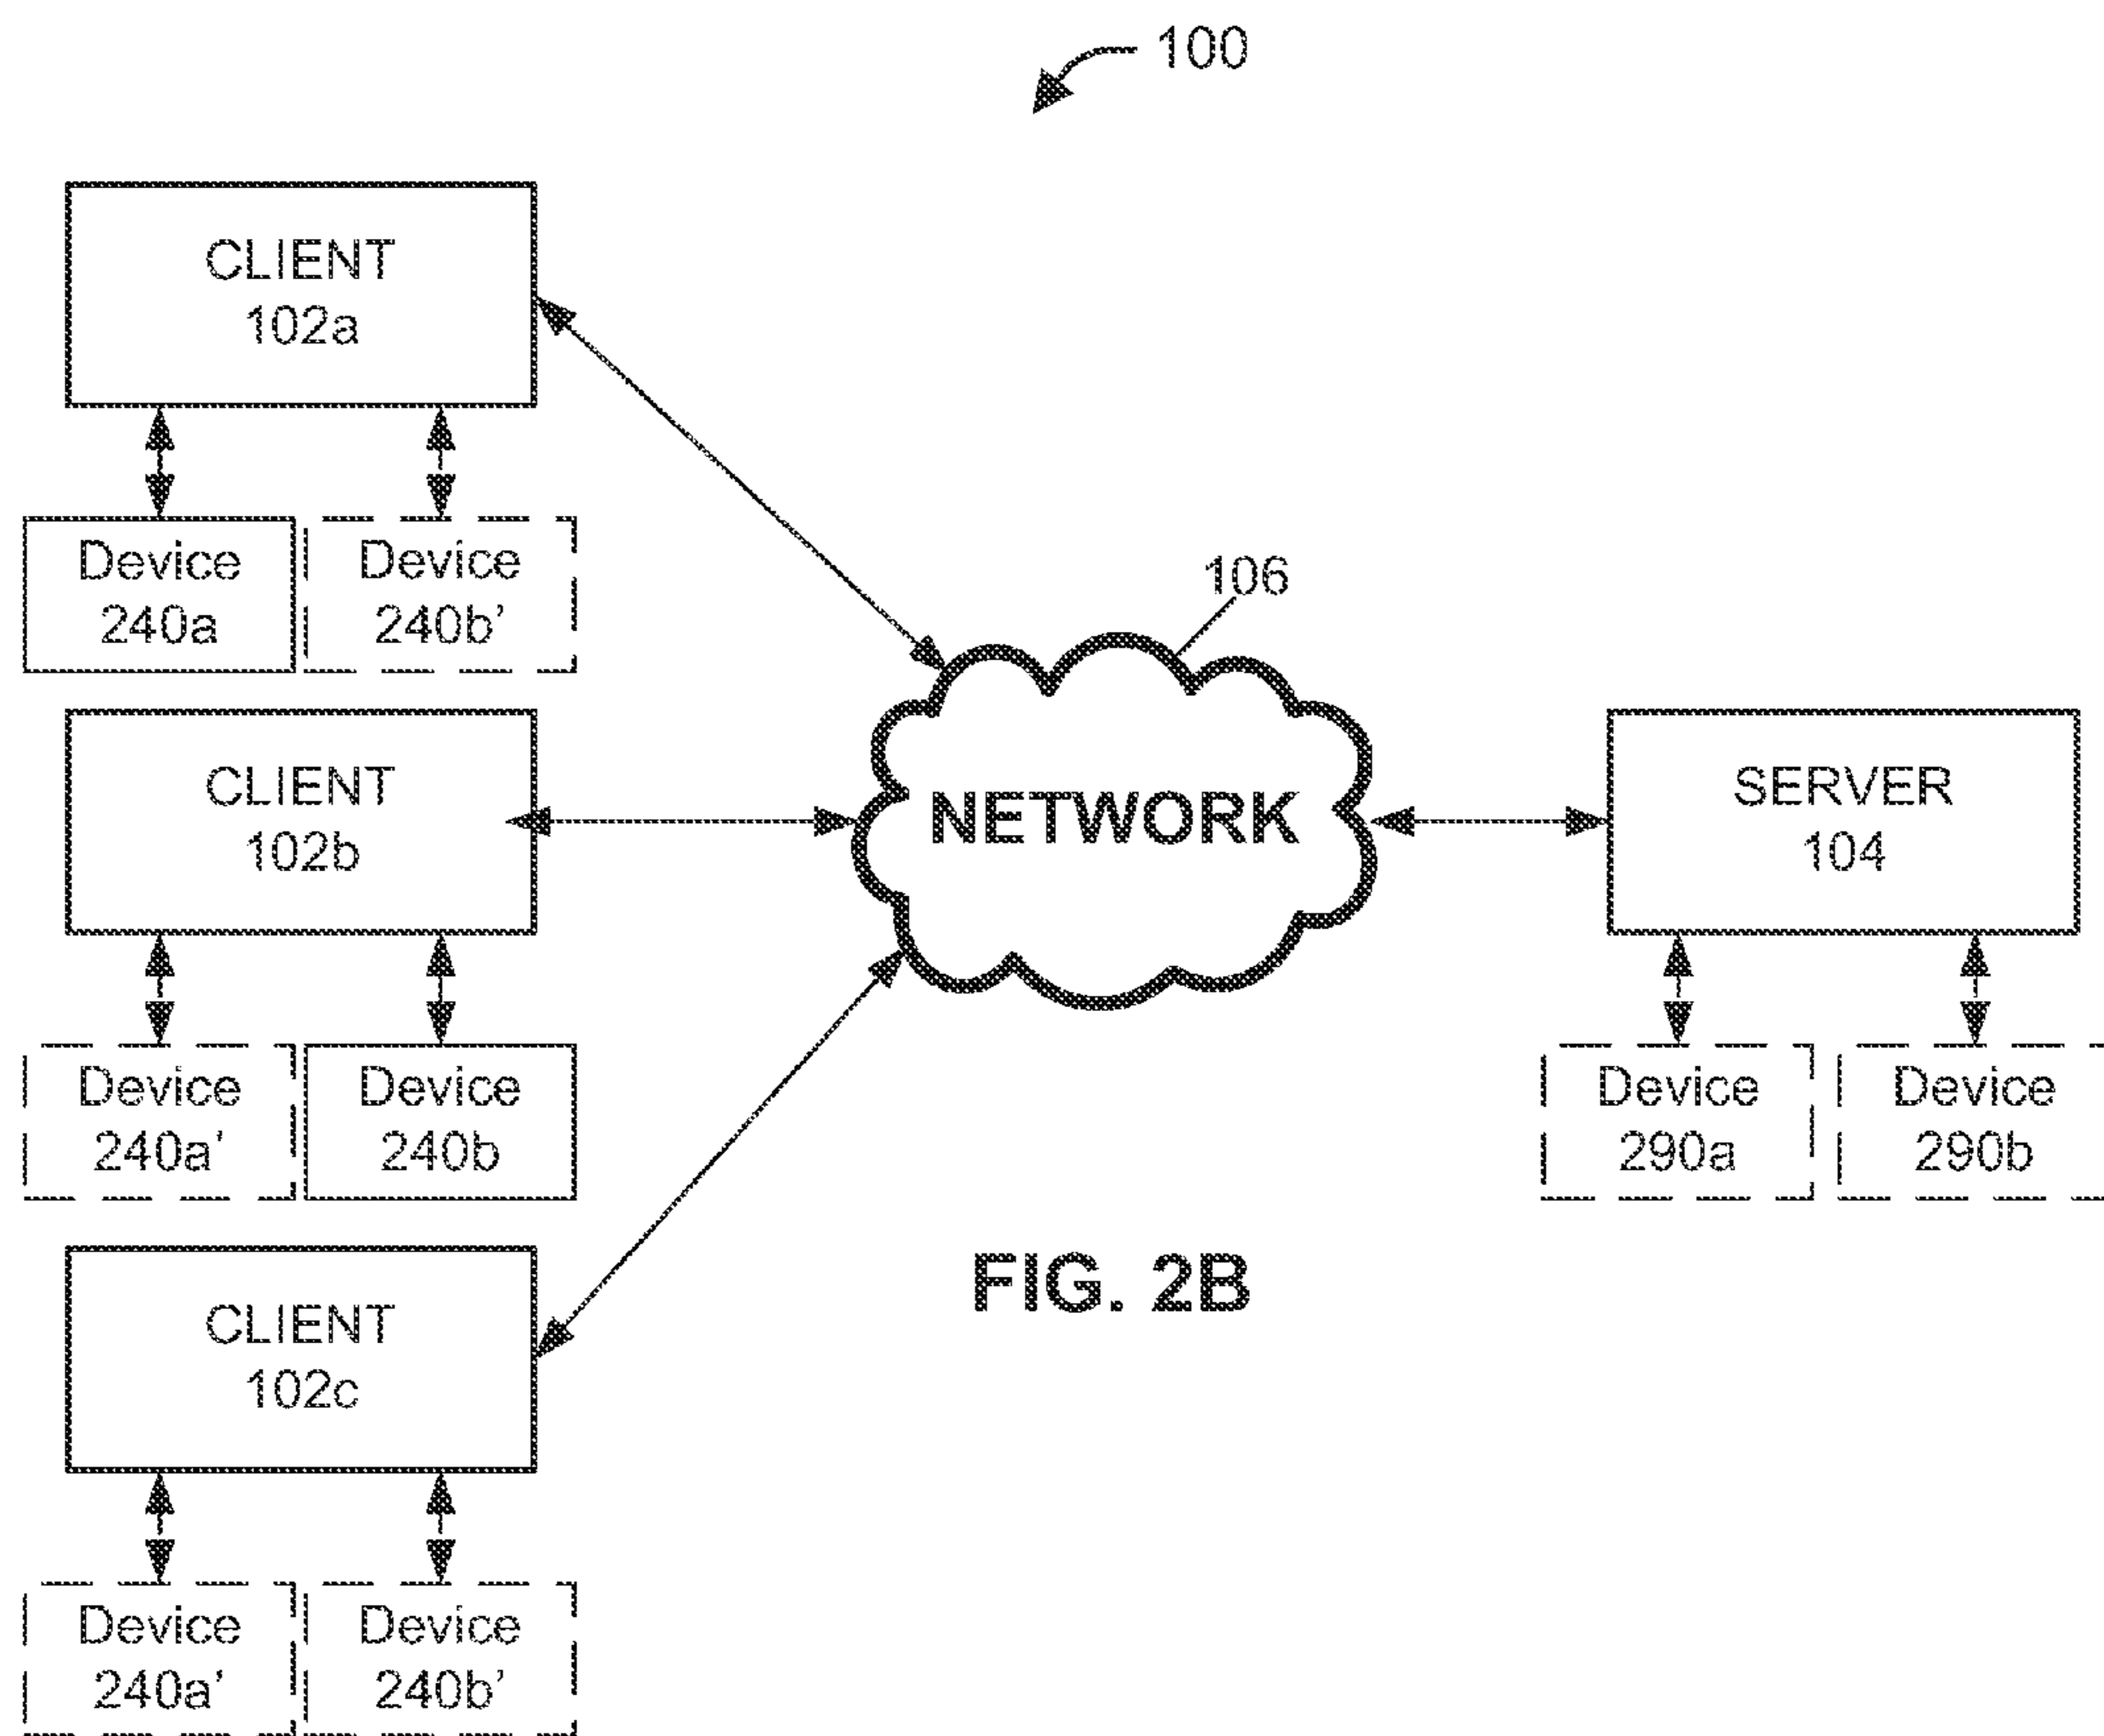 100
CLIENT
102a
Device
240a
Device
240b’
106
CLIENT
102b
NETWORK
SERVER
104
Device
240a’
Device
240b
Device
290a
Device
290b
FIG. 2B
CLIENT
102c
Device
240a’
Device
240b’